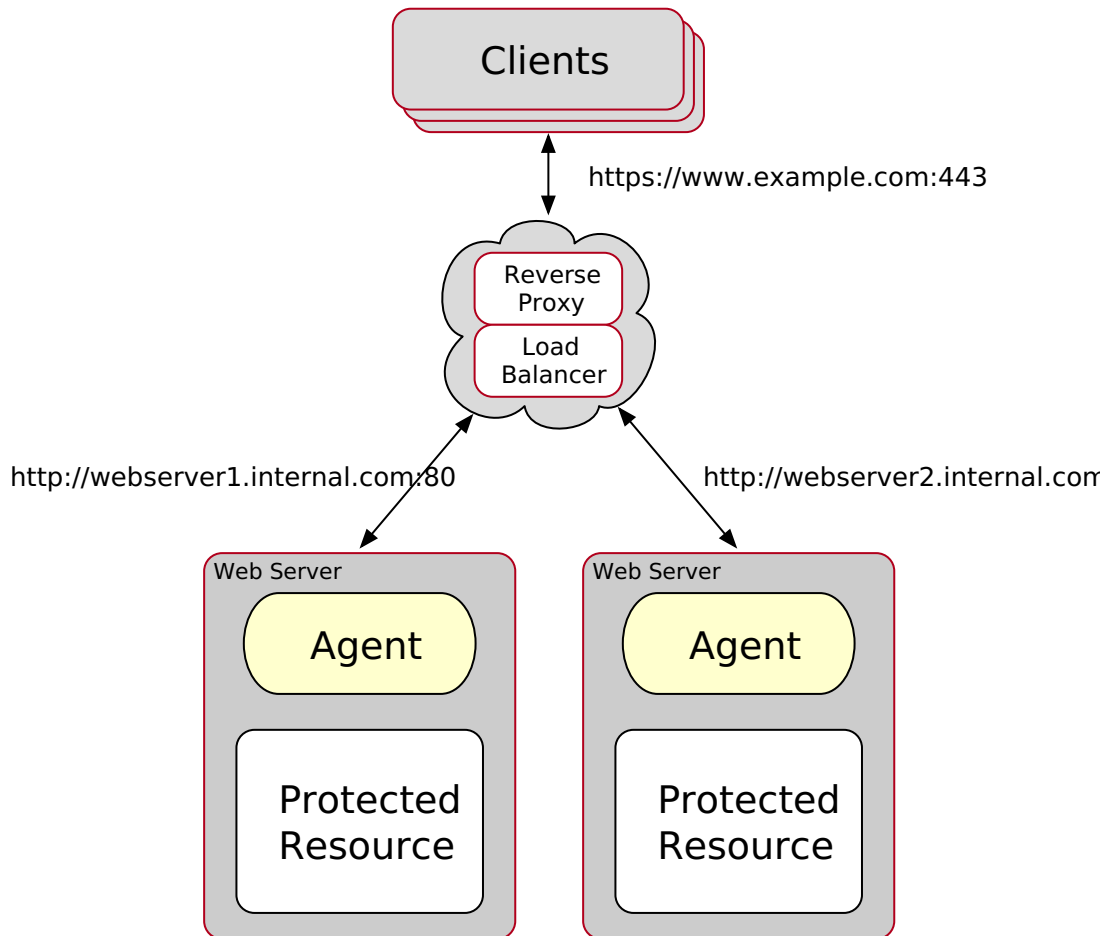 Clients
https://www.example.com:443
Reverse
Proxy
Load
Balancer
http://webserver1.internal.com:80
http://webserver2.internal.com
Web Server
Agent
Protected
Resource
Web Server
Agent
Protected
Resource